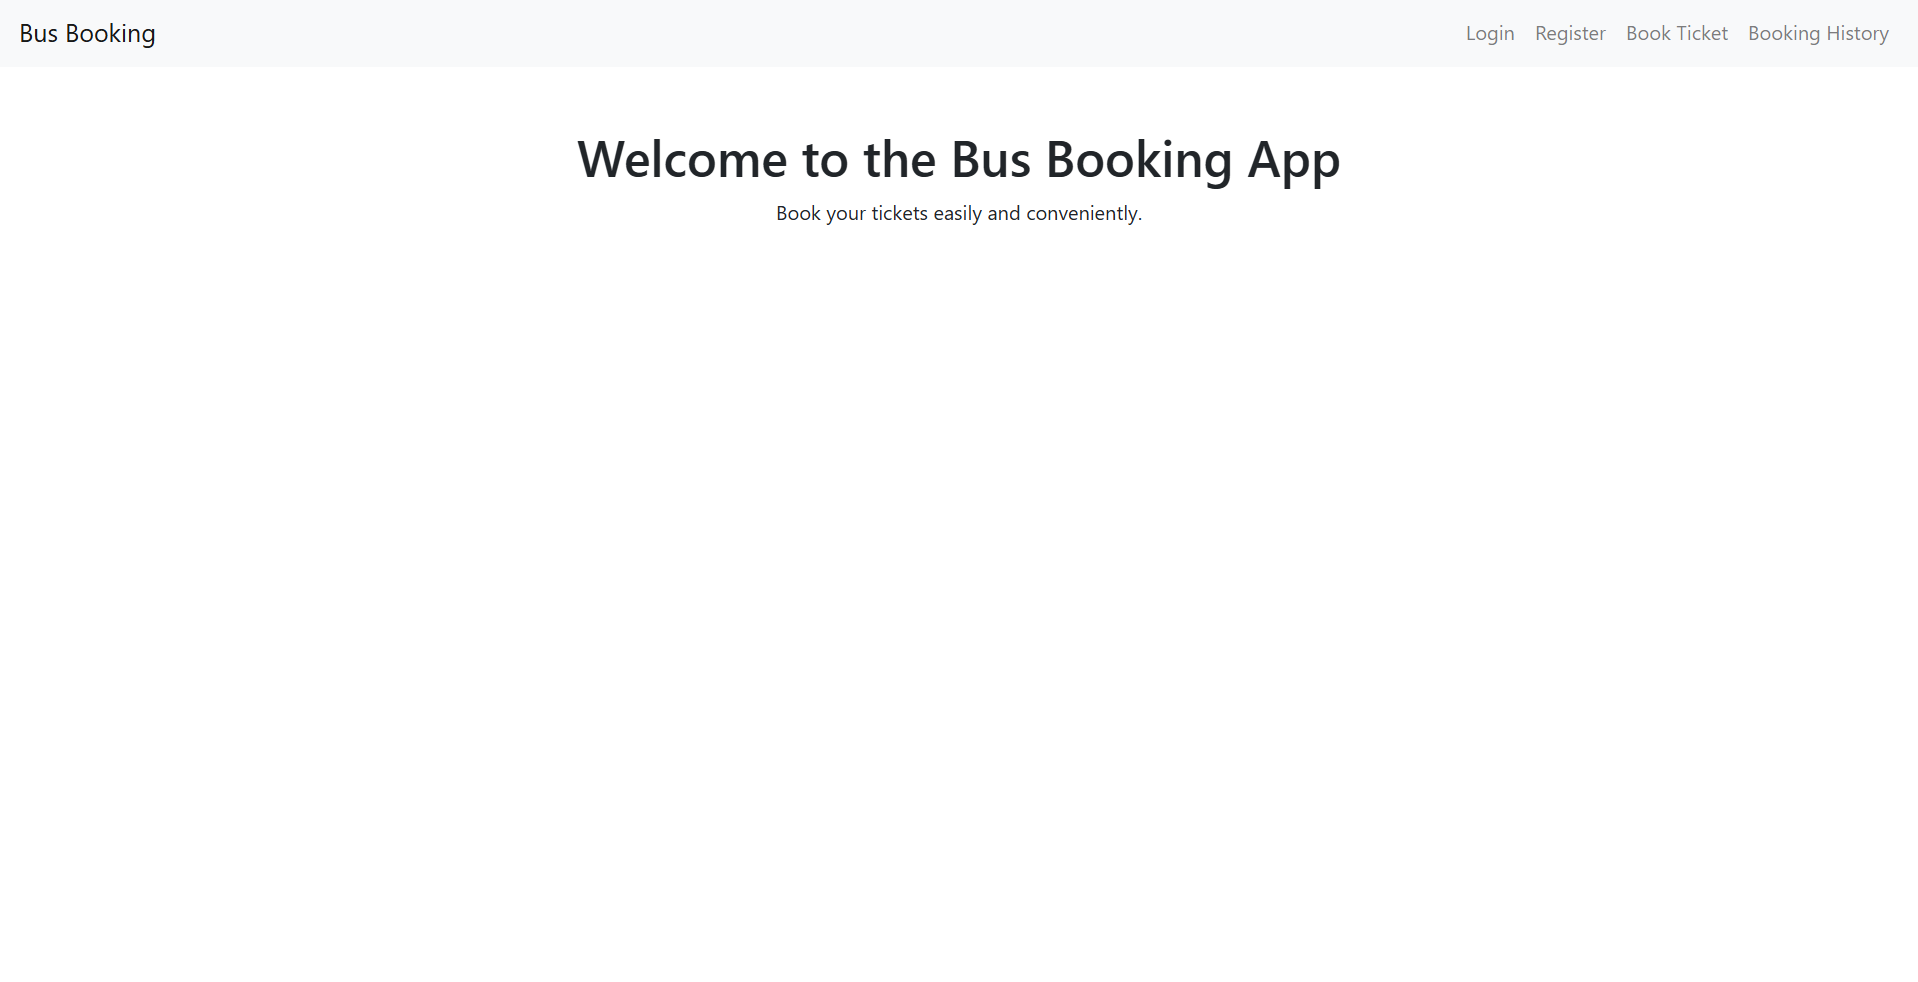 Bus Booking
Login Register Book Ticket Booking History
Welcome to the Bus Booking App
Book your tickets easily and conveniently.